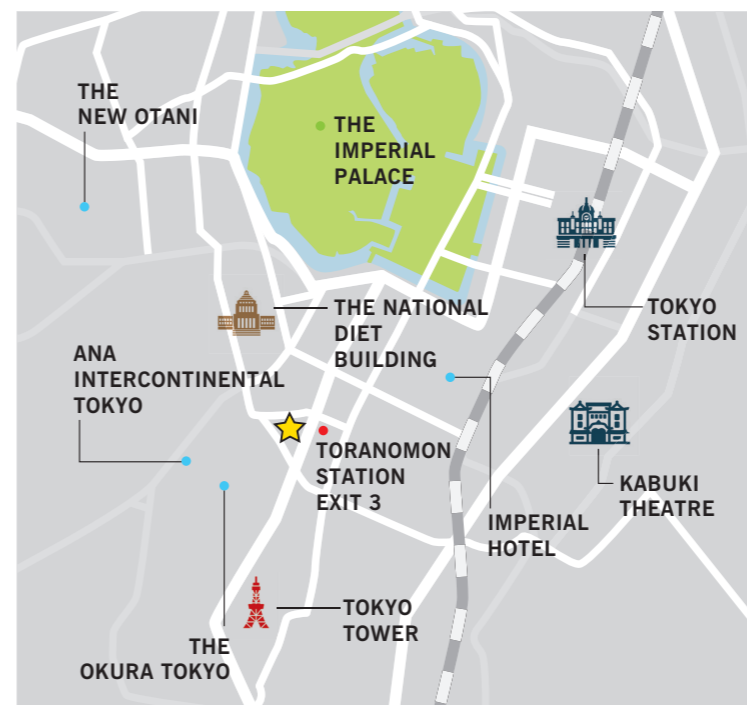 THE
NEW OTANI
THE
IMPERIAL
PALACE
TOKYO
STATION
THE NATIONAL
DIET
BUILDING
ANA
INTERCONTINENTAL
TOKYO
TORANOMON
STATION
EXIT 3
KABUKI
THEATRE
IMPERIAL
HOTEL
TOKYO
TOWER
THE
OKURA TOKYO